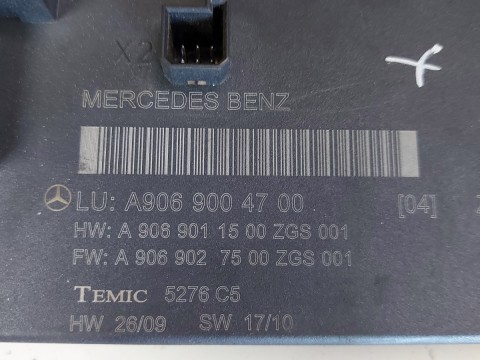 X2
MERCEDES BENZ
LU: A906 900 47 00 [04]
HW: A 906 901 15 00 ZGS 001
FW: A 906 902 75 00 ZGS 001
TEMIC 5276 C5
HW 26/09 SW 17/10